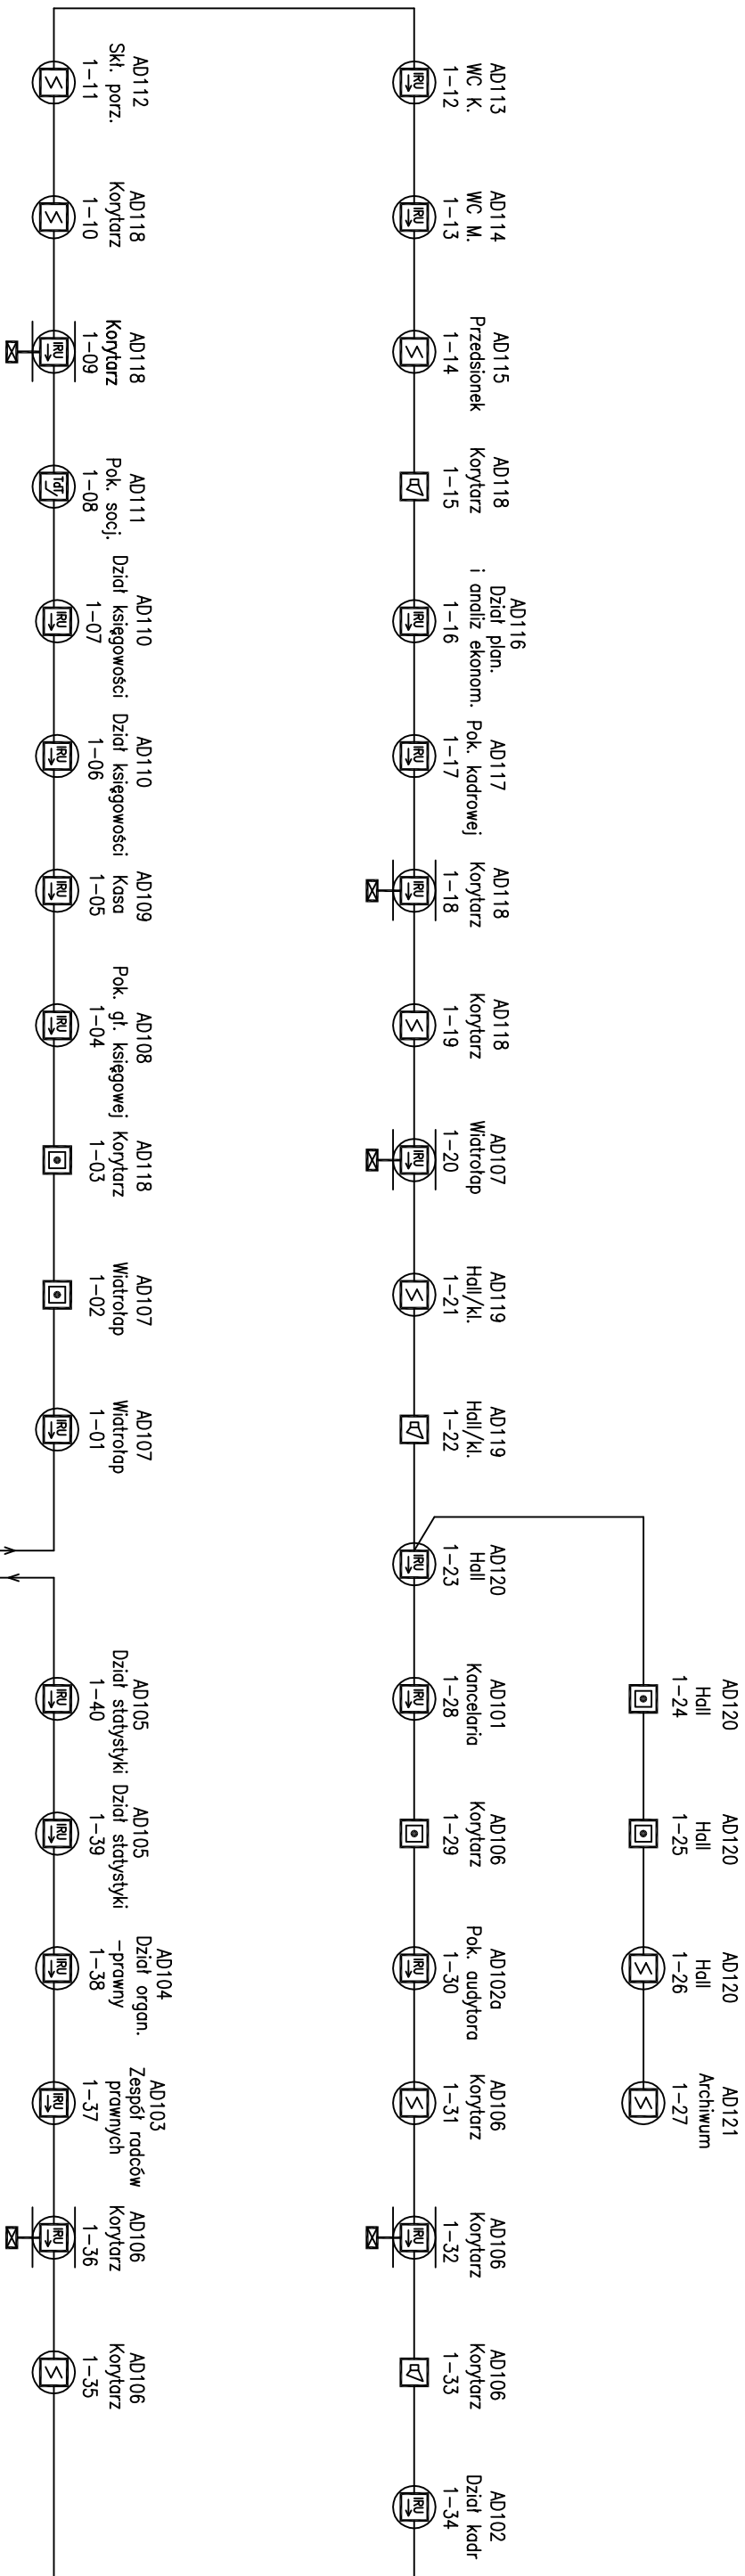 AD120
Hall
1-24
AD120
Hall
1-25
AD120
Hall
1-26
AD121
Archiwum
1-27
AD113
WC K.
1-12
IRU
AD114
WC M.
1-13
IRU
AD115
Przedsionek
1-14
AD118
Korytarz
1-15
AD116
Dział plan.
i analiz ekonom.
1-16
IRU
AD117
Pok. kadrowej
1-17
IRU
AD118
Korytarz
1-18
IRU
AD118
Korytarz
1-19
AD107
Wiatrołap
1-20
IRU
AD119
Hall/kl.
1-21
AD119
Hall/kl.
1-22
AD120
Hall
1-23
IRU
AD101
Kancelaria
1-28
IRU
AD106
Korytarz
1-29
AD102a
Pok. audytora
1-30
IRU
AD106
Korytarz
1-31
AD106
Korytarz
1-32
IRU
AD106
Korytarz
1-33
AD102
Dział kadr
1-34
IRU
AD112
Skł. porz.
1-11
AD118
Korytarz
1-10
AD118
Korytarz
1-09
IRU
AD111
Pok. socj.
1-08
AD110
Dział księgowości
1-07
IRU
AD110
Dział księgowości
1-06
IRU
AD109
Kasa
1-05
IRU
AD108
Pok. gł. księgowej
1-04
IRU
AD118
Korytarz
1-03
AD107
Wiatrołap
1-02
AD107
Wiatrołap
1-01
IRU
AD105
Dział statystyki
1-40
IRU
AD105
Dział statystyki
1-39
IRU
AD104
Dział organ.
-prawny
1-38
IRU
AD103
Zespół radców
prawnych
1-37
IRU
AD106
Korytarz
1-36
IRU
AD106
Korytarz
1-35